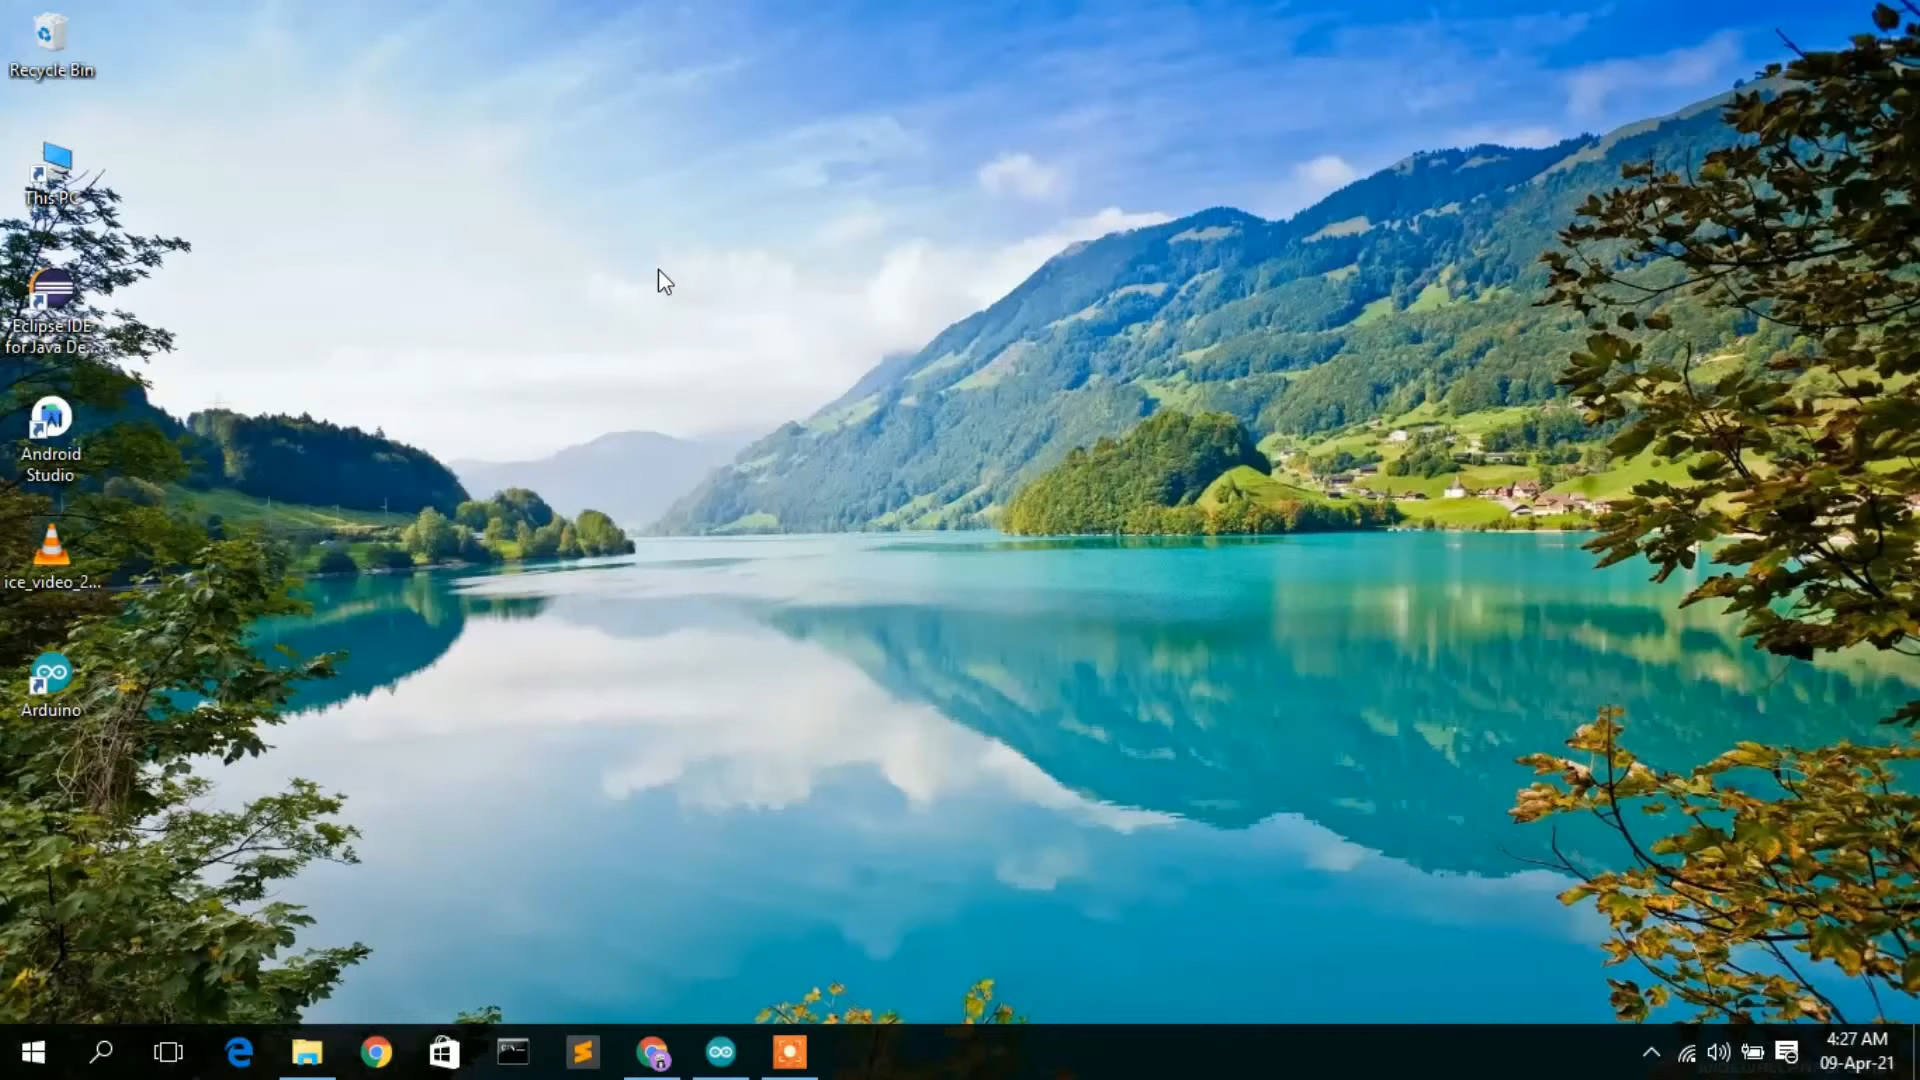 Recycle Bin
This PC
Eclipse IDE
for Java De...
Android
Studio
ice_video_2...
Arduino
4:27 AM
09-Apr-21